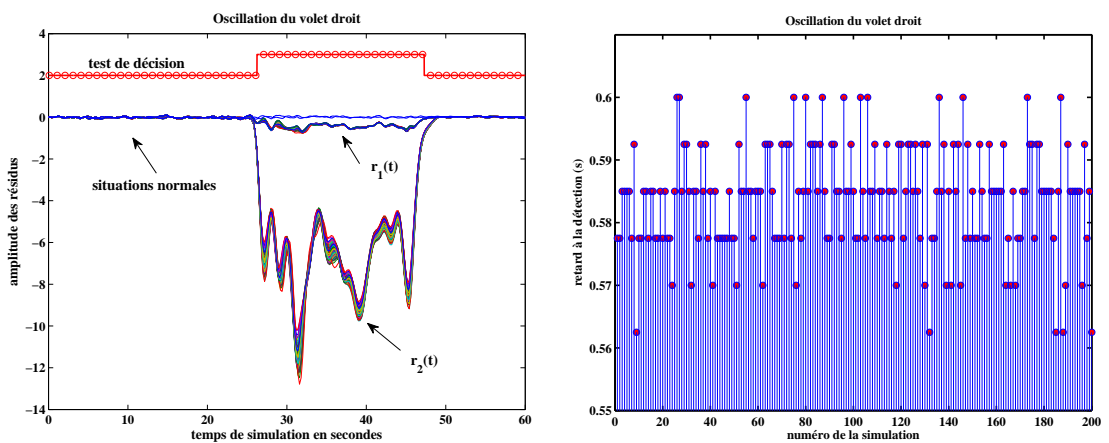 Oscillation du volet droit
4
2
0
−2
−4
−6
−8
−10
−12
−14
amplitude des résidus
test de décision
situations normales
r_1(t)
r_2(t)
0 10 20 30 40 50 60
temps de simulation en secondes
Oscillation du volet droit
0.6
0.59
0.58
0.57
0.56
0.55
retard à la détection (s)
0 20 40 60 80 100 120 140 160 180 200
numéro de la simulation